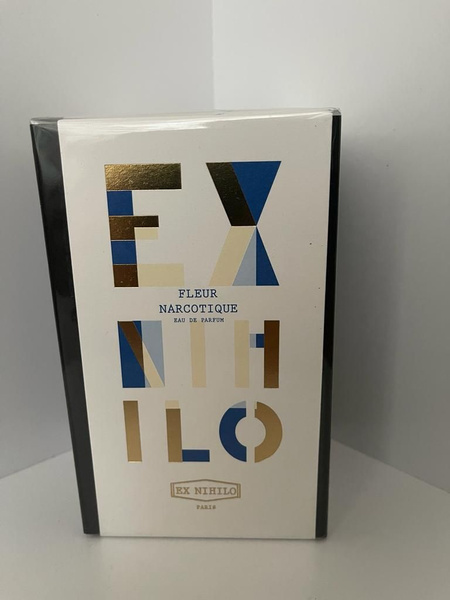 EX
FLEUR
NARCOTIQUE
EAU DE PARFUM
NIH
ILO
EX NIHILO
PARIS